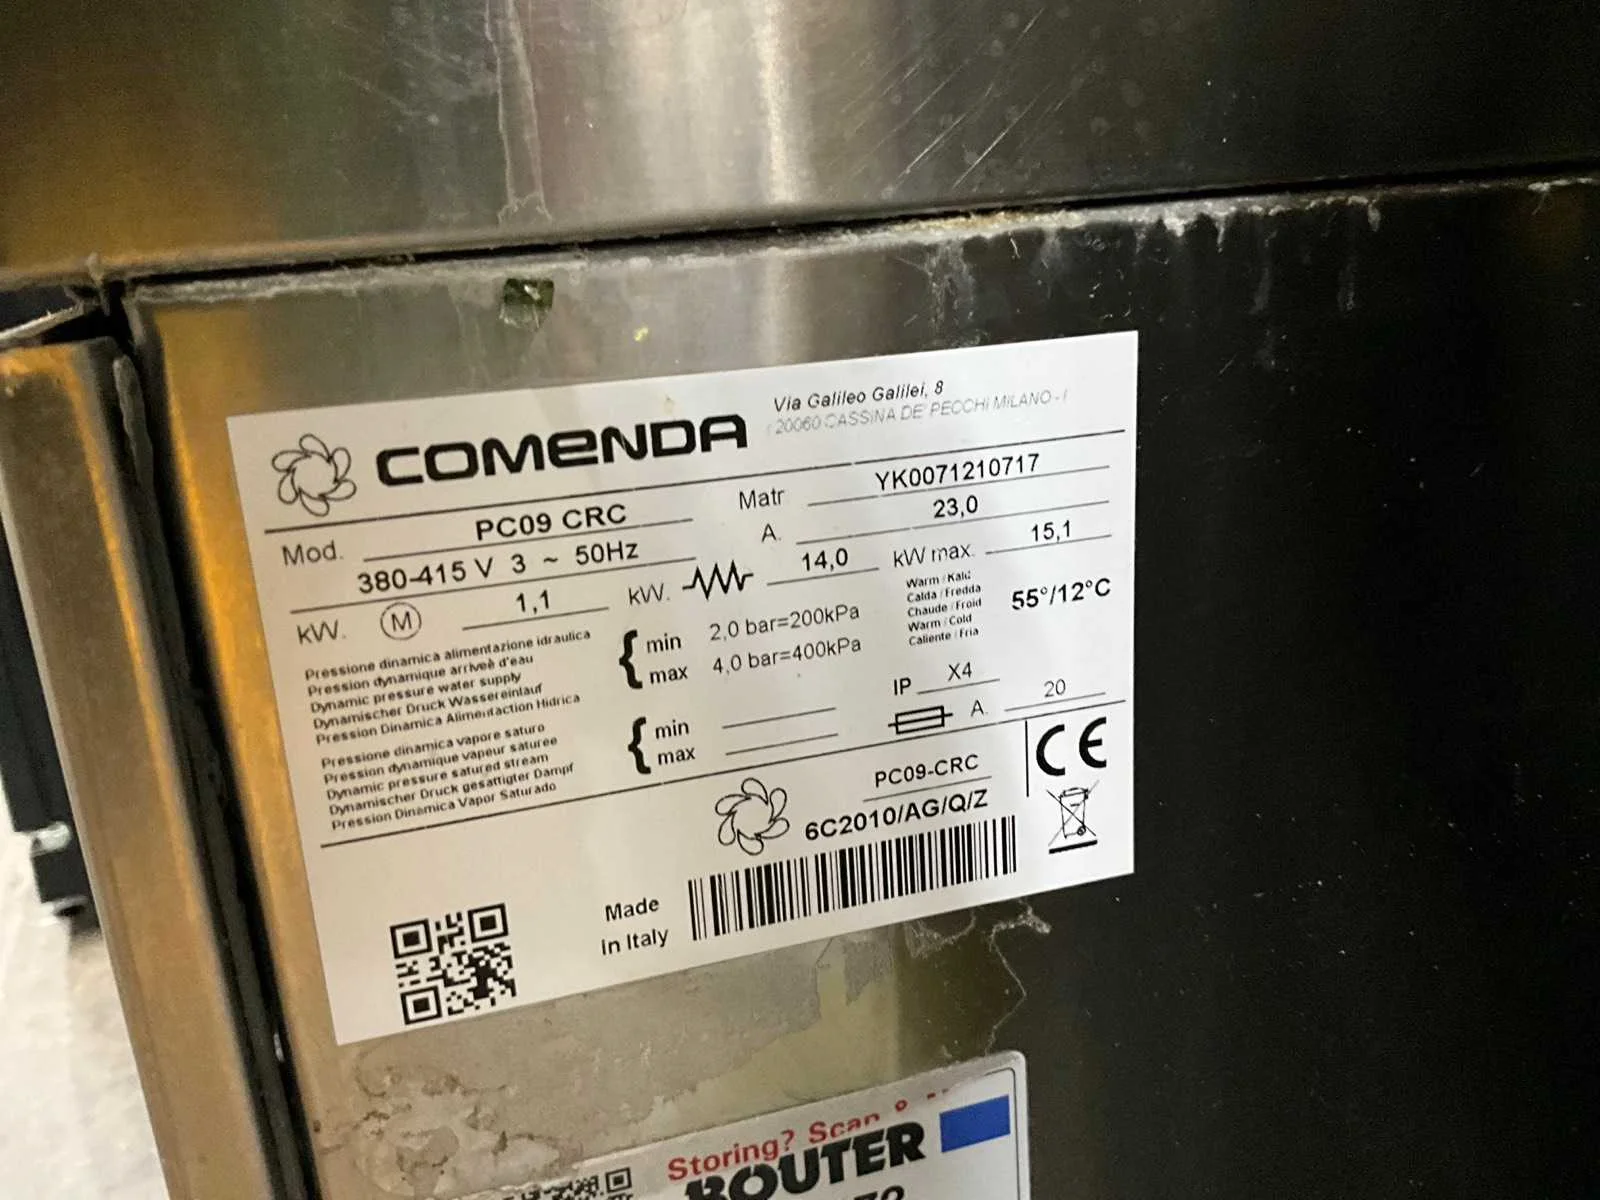 COMENDA
Via Galileo Galilei, 8
20060 CASSINA DE' PECCHI MILANO - I
Mod. PC09 CRC Matr YK0071210717
380-415 V 3 ~ 50Hz A. 23,0
kW. M 1,1 kW. 14,0 kW max. 15,1
Pressione dinamica alimentazione idraulica
Pression dynamique arriveè d'eau
Dynamic pressure water supply
Dynamischer Druck Wassereinlauf
Pression Dinamica Alimentaction Hidrica
min 2,0 bar=200kPa
max 4,0 bar=400kPa
Warm / Kald
Calda / Fredda
Chaude / Froid
Warm / Cold
Caliente / Fria
55°/12°C
IP X4
Pressione dinamica vapore saturo
Pression dynamique vapeur saturee
Dynamic pressure satured stream
Dynamischer Druck gesattigter Dampf
Pression Dinamica Vapor Saturado
min
max
A. 20
PC09-CRC
6C2010/AG/Q/Z
CE
Made
in Italy
Storing? Scan
ROUTER